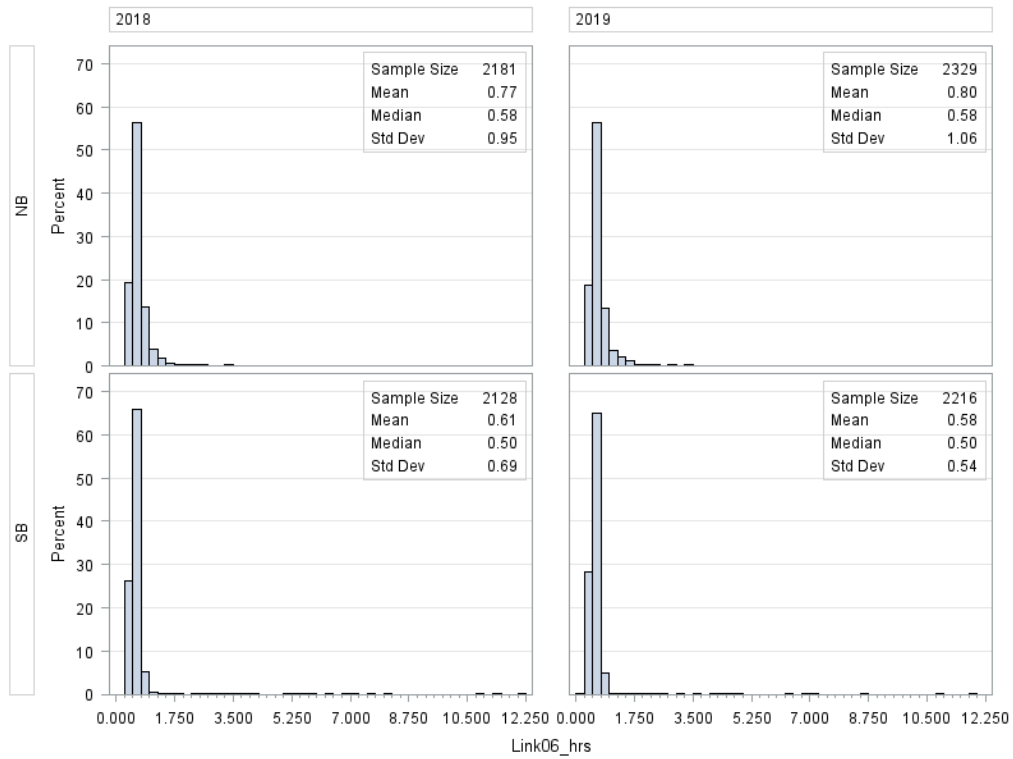 2018 2019
NB
Percent
70
60
50
40
30
20
10
0
Sample Size 2181
Mean 0.77
Median 0.58
Std Dev 0.95
Sample Size 2329
Mean 0.80
Median 0.58
Std Dev 1.06
SB
Percent
70
60
50
40
30
20
10
0
Sample Size 2128
Mean 0.61
Median 0.50
Std Dev 0.69
Sample Size 2216
Mean 0.58
Median 0.50
Std Dev 0.54
0.000 1.750 3.500 5.250 7.000 8.750 10.500 12.250 0.000 1.750 3.500 5.250 7.000 8.750 10.500 12.250
Link06_hrs